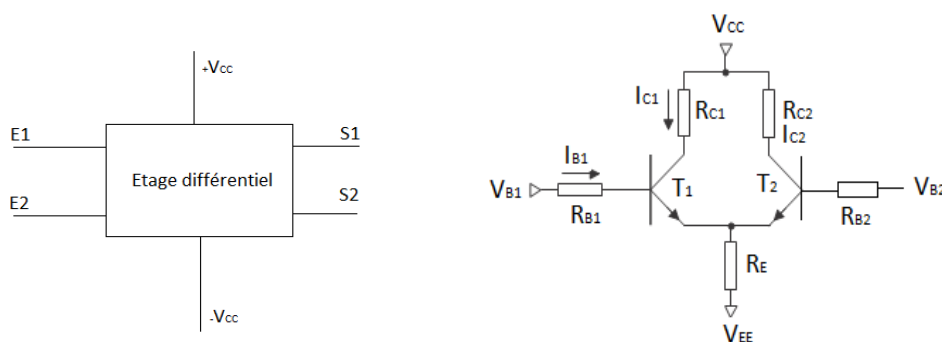 +Vcc
E1
S1
Etage différentiel
E2
S2
-Vcc
Vcc
IC1
RC1
RC2
IC2
IB1
VB1
T1
T2
VB2
RB1
RB2
RE
VEE